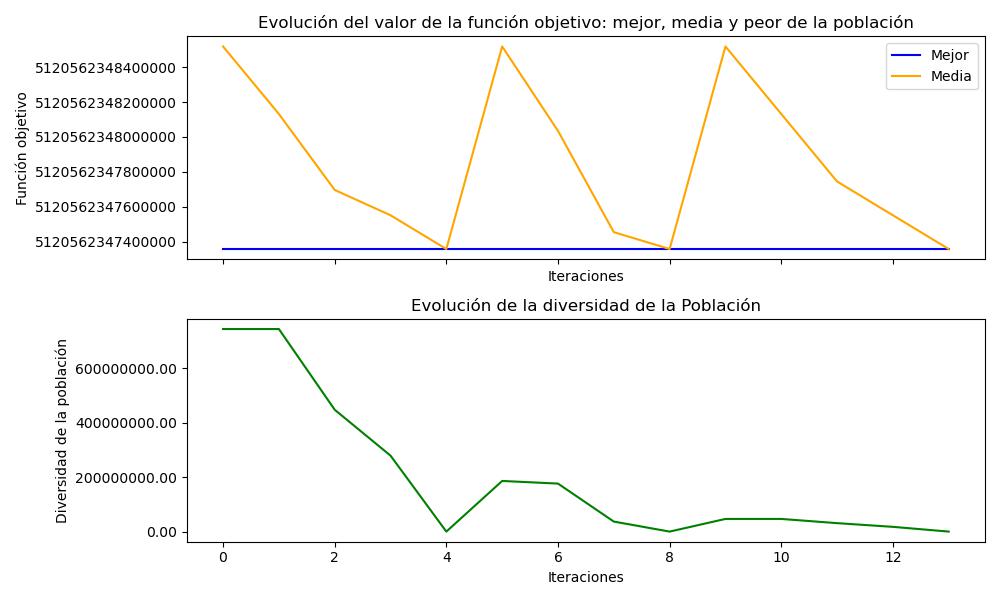 Evolución del valor de la función objetivo: mejor, media y peor de la población
Función objetivo
5120562348400000
5120562348200000
5120562348000000
5120562347800000
5120562347600000
5120562347400000
Mejor
Media
Iteraciones
Evolución de la diversidad de la Población
Diversidad de la población
600000000.00
400000000.00
200000000.00
0.00
0 2 4 6 8 10 12
Iteraciones